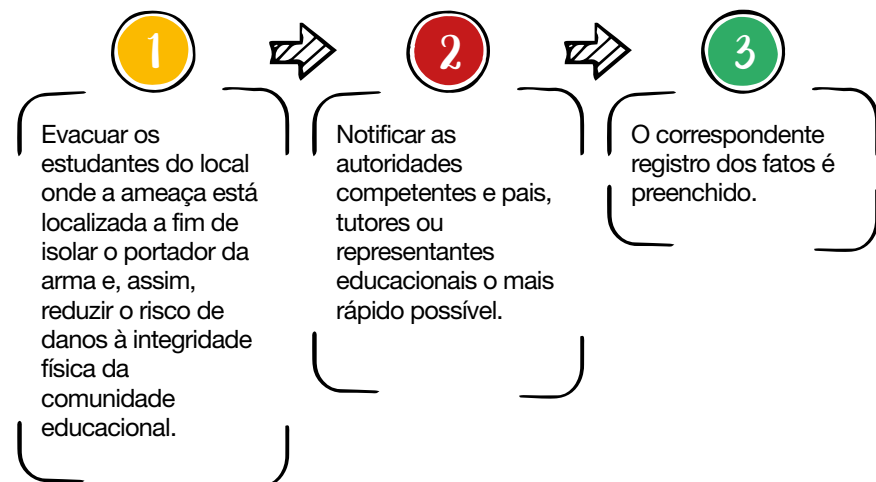 1
Evacuar os
estudantes do local
onde a ameaça está
localizada a fim de
isolar o portador da
arma e, assim,
reduzir o risco de
danos à integridade
física da
comunidade
educacional.
2
Notificar as
autoridades
competentes e pais,
tutores ou
representantes
educacionais o mais
rápido possível.
3
O correspondente
registro dos fatos é
preenchido.